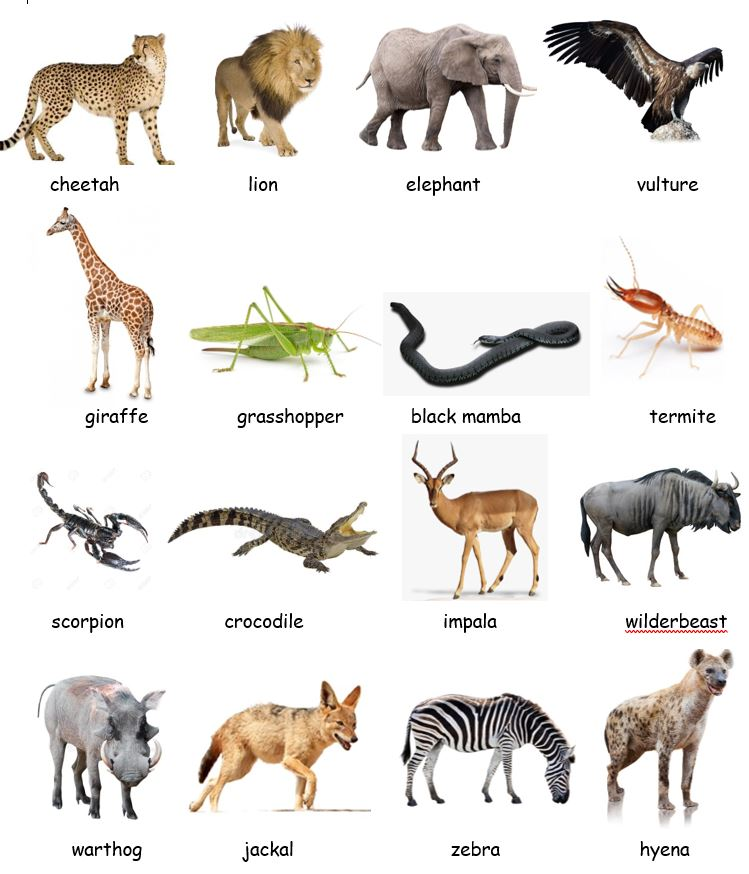 cheetah lion elephant vulture
giraffe grasshopper black mamba termite
scorpion crocodile impala wilderbeast
warthog jackal zebra hyena